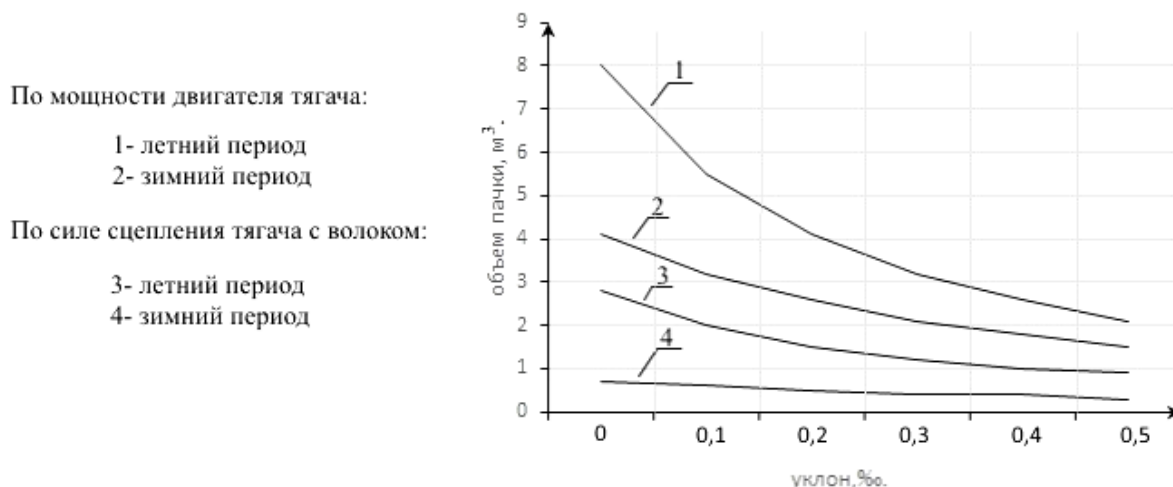 По мощности двигателя тягача:
1- летний период
2- зимний период
По силе сцепления тягача с волоком:
3- летний период
4- зимний период
объем пачки, м³.
9
8
7
6
5
4
3
2
1
0
1
2
3
4
0 0,1 0,2 0,3 0,4 0,5
уклон.‰.